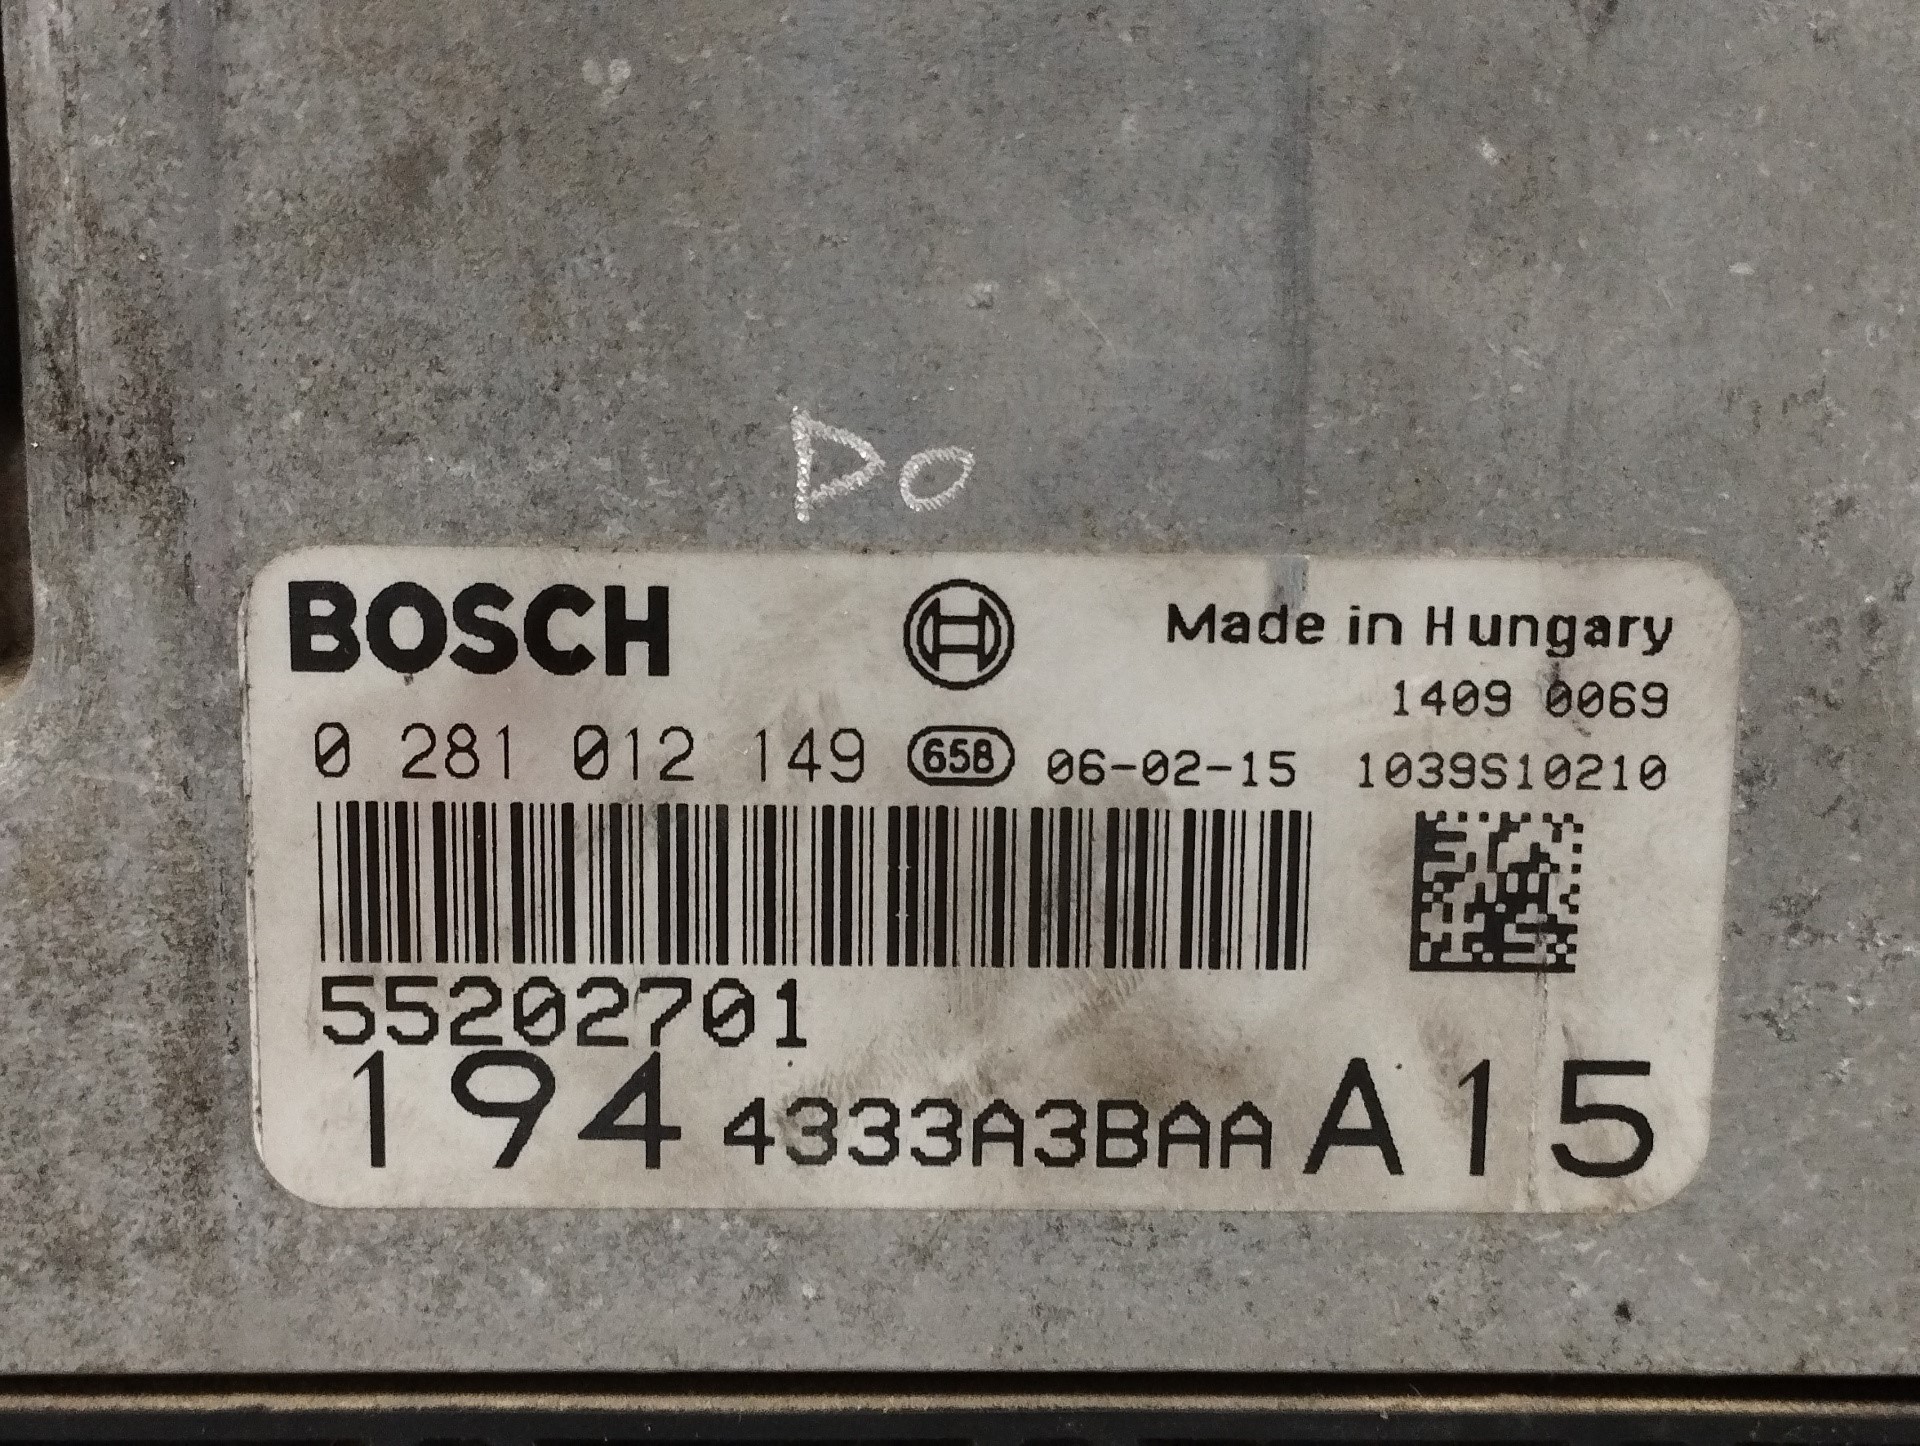 DO
BOSCH Made in Hungary
1409 0069
0 281 012 149 658 06-02-15 1039S10210
55202701
194 4333A3BAA A15